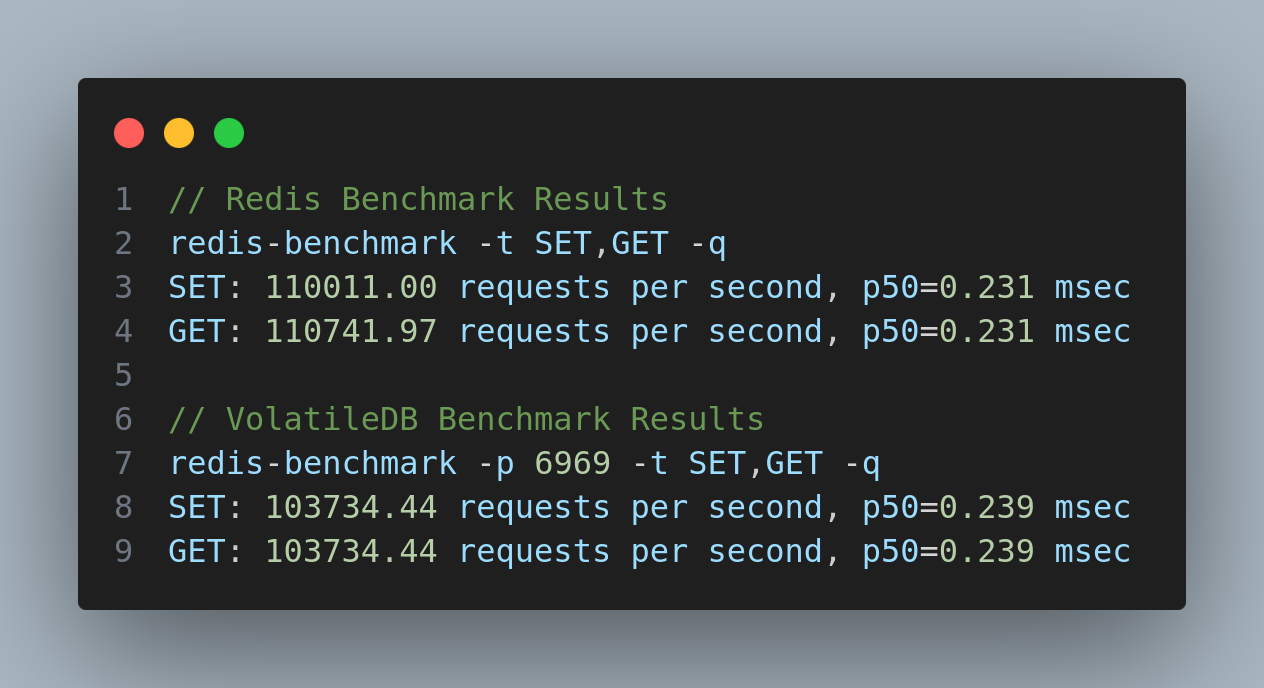 1 // Redis Benchmark Results
2 redis-benchmark -t SET,GET -q
3 SET: 110011.00 requests per second, p50=0.231 msec
4 GET: 110741.97 requests per second, p50=0.231 msec
5
6 // VolatileDB Benchmark Results
7 redis-benchmark -p 6969 -t SET,GET -q
8 SET: 103734.44 requests per second, p50=0.239 msec
9 GET: 103734.44 requests per second, p50=0.239 msec